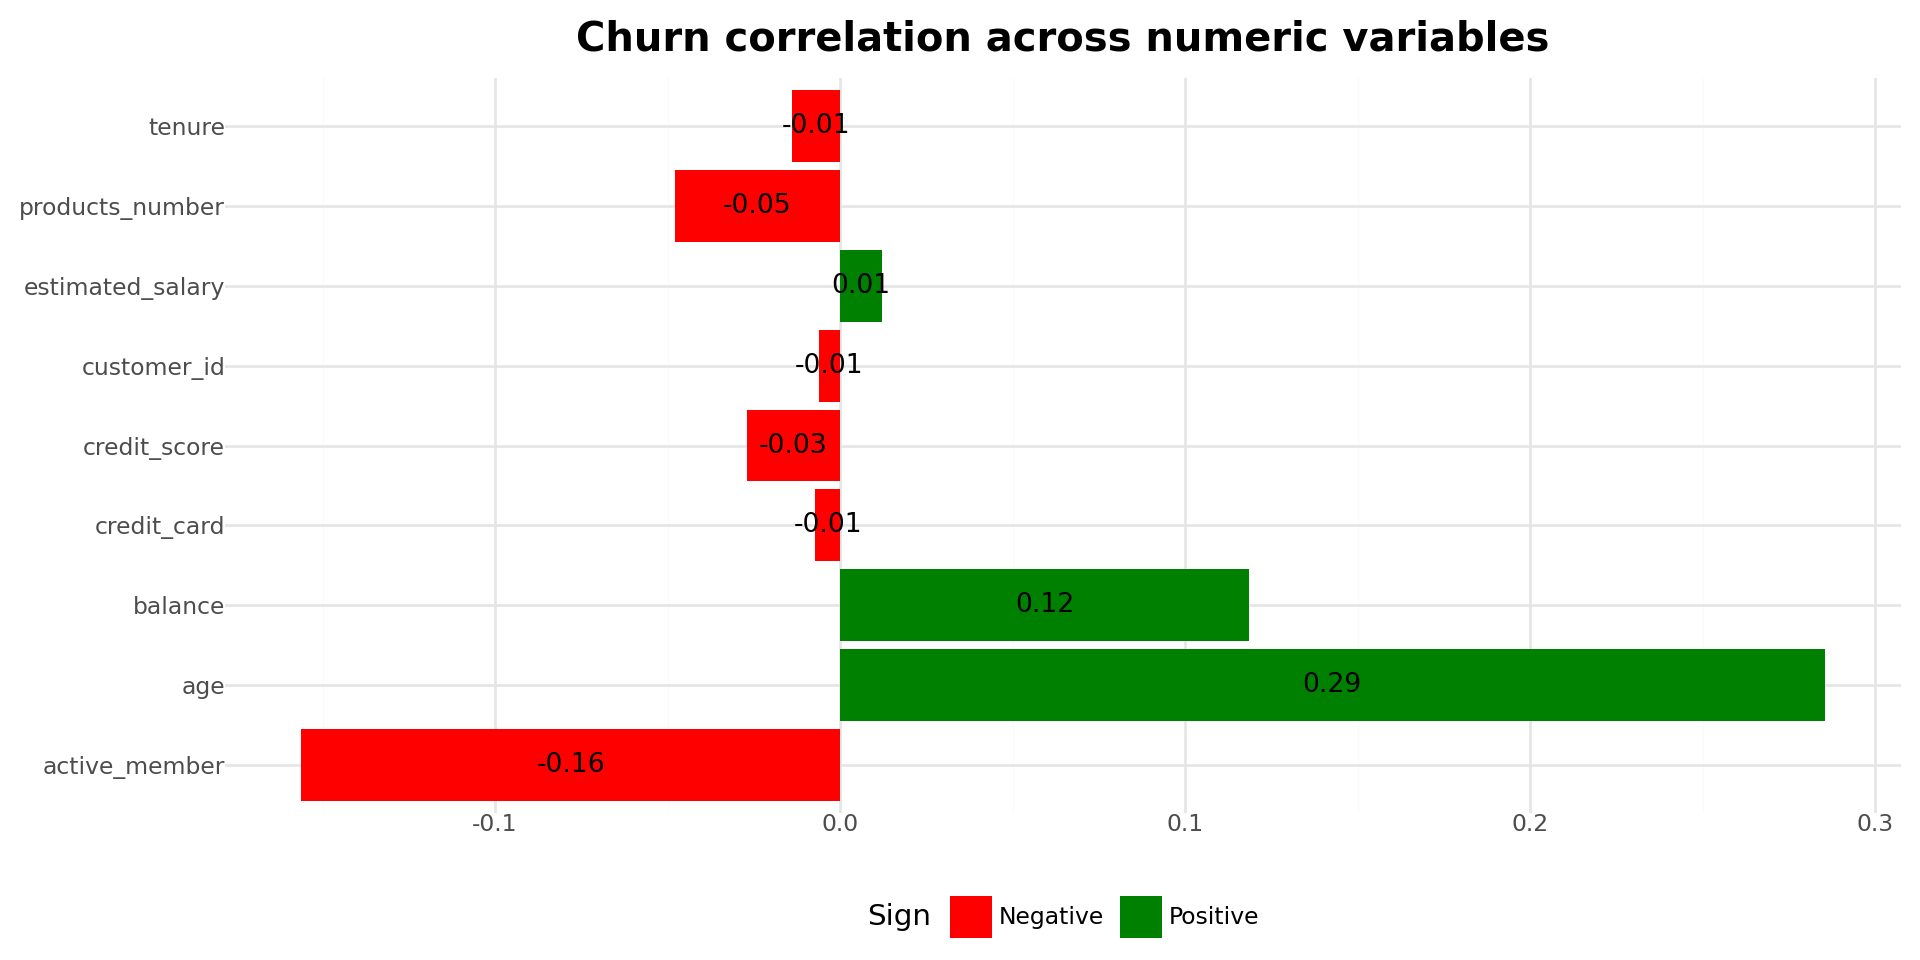 Churn correlation across numeric variables
tenure -0.01
products_number -0.05
estimated_salary 0.01
customer_id -0.01
credit_score -0.03
credit_card -0.01
balance 0.12
age 0.29
active_member -0.16
-0.1 0.0 0.1 0.2 0.3
Sign Negative Positive